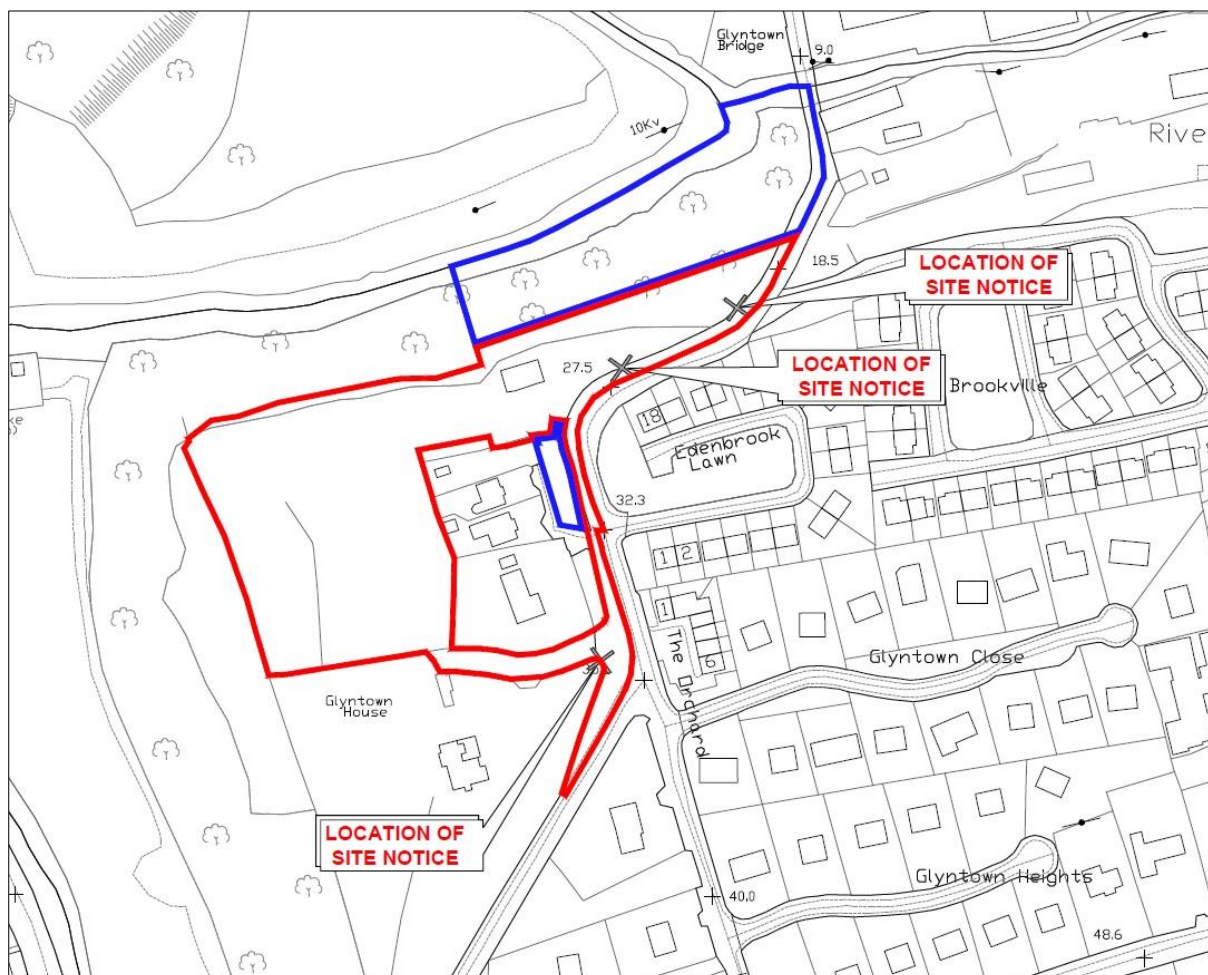 Glyntown
Bridge
9.0
10Kv
Rive
18.5
LOCATION OF
SITE NOTICE
27.5
LOCATION OF
SITE NOTICE
Brookville
18
Edenbrook
Lawn
32.3
1 2
1
The Orchard
6
Glyntown Close
Glyntown
House
LOCATION OF
SITE NOTICE
Glyntown Heights
40.0
48.6